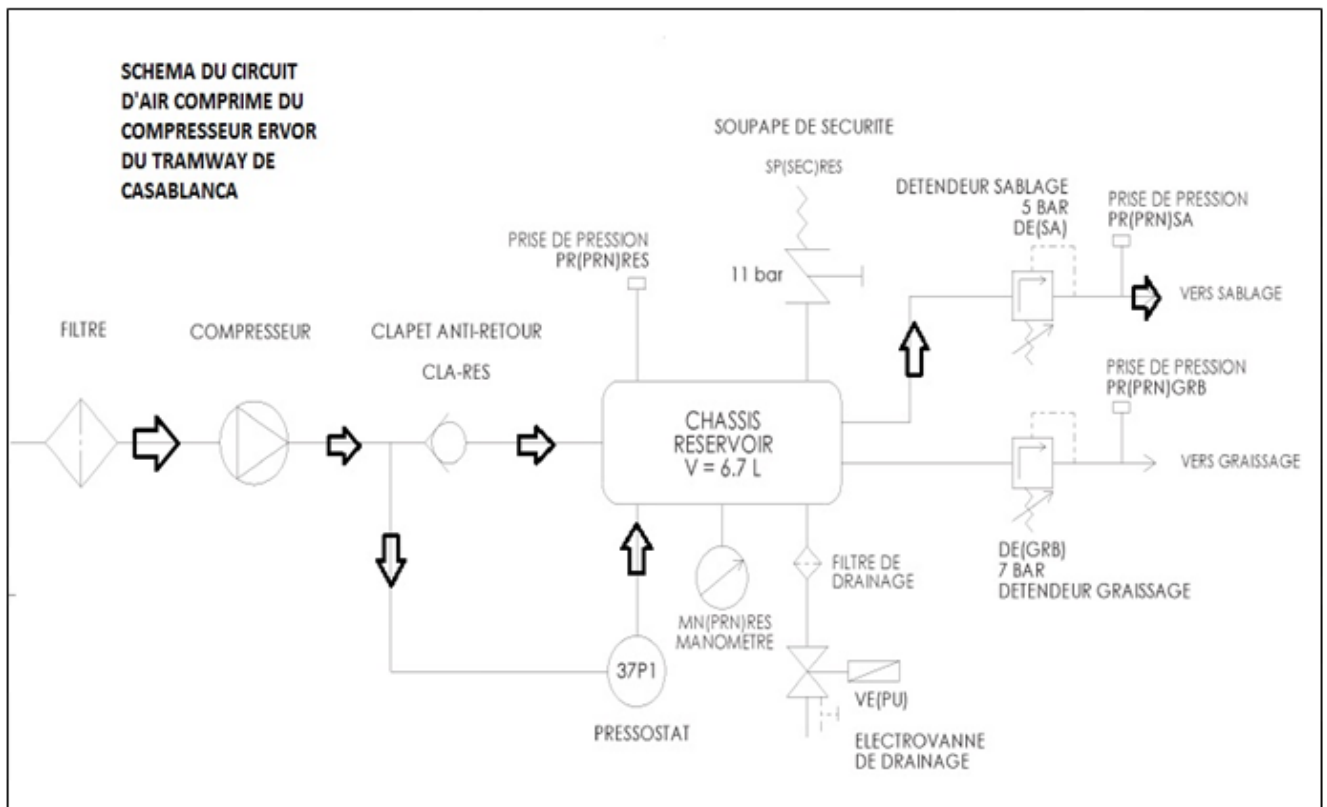 SCHEMA DU CIRCUIT
D'AIR COMPRIME DU
COMPRESSEUR ERVOR
DU TRAMWAY DE
CASABLANCA
SOUPAPE DE SECURITE
SP(SEC)RES
11 bar
PRISE DE PRESSION
PR(PRN)RES
DETENDEUR SABLAGE
5 BAR
DE(SA)
PRISE DE PRESSION
PR(PRN)SA
VERS SABLAGE
FILTRE
COMPRESSEUR
CLAPET ANTI-RETOUR
CLA-RES
CHASSIS
RESERVOIR
V = 6.7 L
PRISE DE PRESSION
PR(PRN)GRB
VERS GRAISSAGE
DE(GRB)
7 BAR
DETENDEUR GRAISSAGE
FILTRE DE
DRAINAGE
MN(PRN)RES
MANOMETRE
37P1
PRESSOSTAT
VE(PU)
ELECTROVANNE
DE DRAINAGE